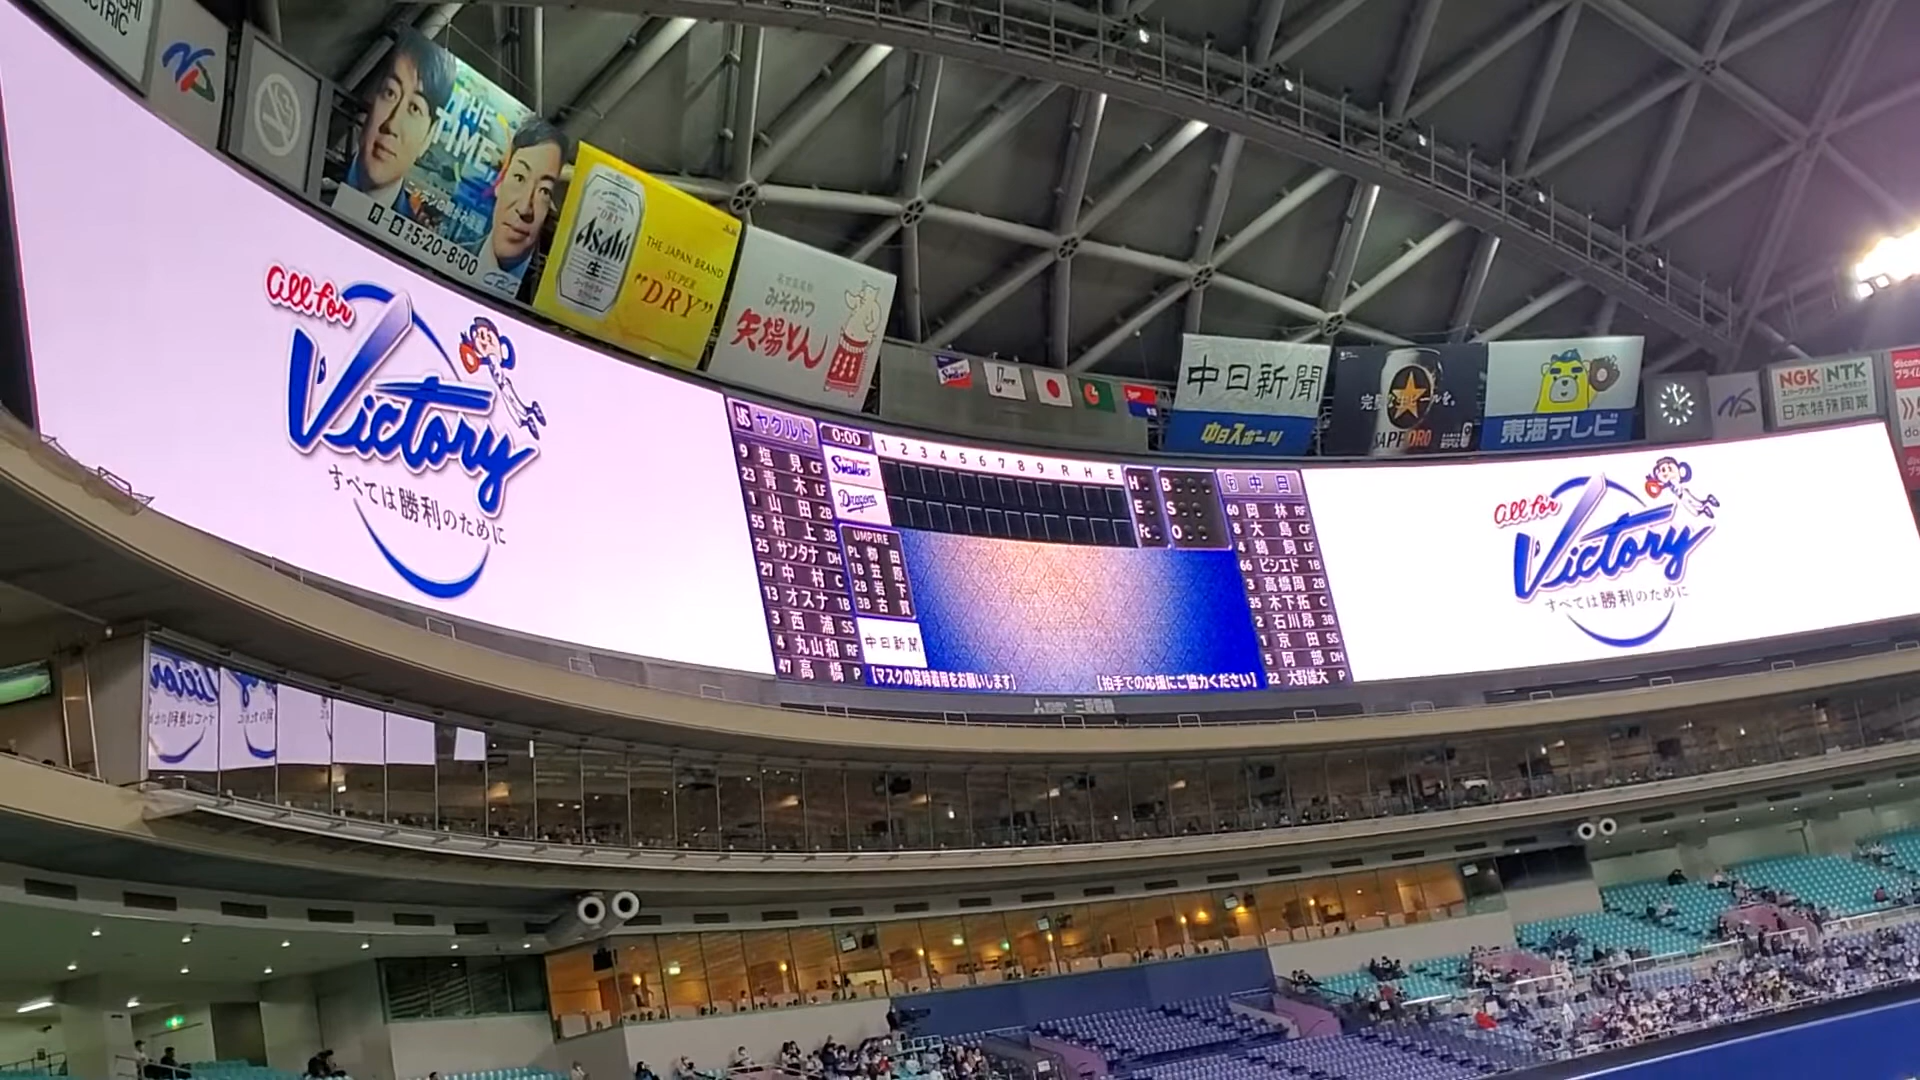 ELECTRIC
THE
TIME,
月-金 5:20-8:00
CBC
Asahi
生
"DRY"
Asahi
THE JAPAN BRAND
SUPER
"DRY"
みそかつ
矢場とん
Swallows
中日新聞
中日スポーツ
SAPPORO
東海テレビ
NGK NTK
日本特殊陶業
docomo
All for
Victory
すべては勝利のために
ヤクルト
9 塩見 CF
23 青木 LF
1 山田 2B
55 村上 3B
25 サンタナ DH
27 中村 C
13 オスナ 1B
3 西浦 SS
4 丸山和 RF
47 高橋 P
0:00
1 2 3 4 5 6 7 8 9 R H E
Swallows
Dragons
H
E
Fc
B
S
O
UMPIRE
PL 柳田
1B 笠原
2B 岩下
3B 古賀
中日新聞
【マスクの常時着用をお願いします】
【拍手での応援にご協力ください】
中日
60 岡林 RF
8 大島 CF
4 鵜飼 LF
66 ビシエド 1B
3 高橋周 2B
35 木下拓 C
2 石川昂 3B
1 京田 SS
5 阿部 DH
22 大野雄大 P
三菱電機
All for
Victory
すべては勝利のために